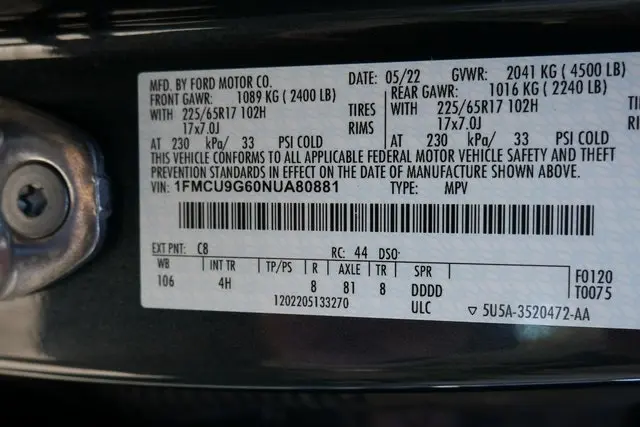 MFD. BY FORD MOTOR CO. DATE: 05/22 GVWR: 2041 KG ( 4500 LB)
FRONT GAWR: 1089 KG ( 2400 LB) REAR GAWR: 1016 KG ( 2240 LB)
WITH 225/65R17 102H TIRES WITH 225/65R17 102H
17x7.0J RIMS 17x7.0J
AT 230 kPa/ 33 PSI COLD AT 230 kPa/ 33 PSI COLD
THIS VEHICLE CONFORMS TO ALL APPLICABLE FEDERAL MOTOR VEHICLE SAFETY AND THEFT
PREVENTION STANDARDS IN EFFECT ON THE DATE OF MANUFACTURE SHOWN ABOVE.
VIN: 1FMCU9G60NUA80881 TYPE: MPV
EXT PNT: C8 RC: 44 DSO:
WB INT TR TP/PS R AXLE TR SPR F0120
106 4H 8 81 8 DDDD T0075
1202205133270 ULC ▽ 5U5A-3520472-AA